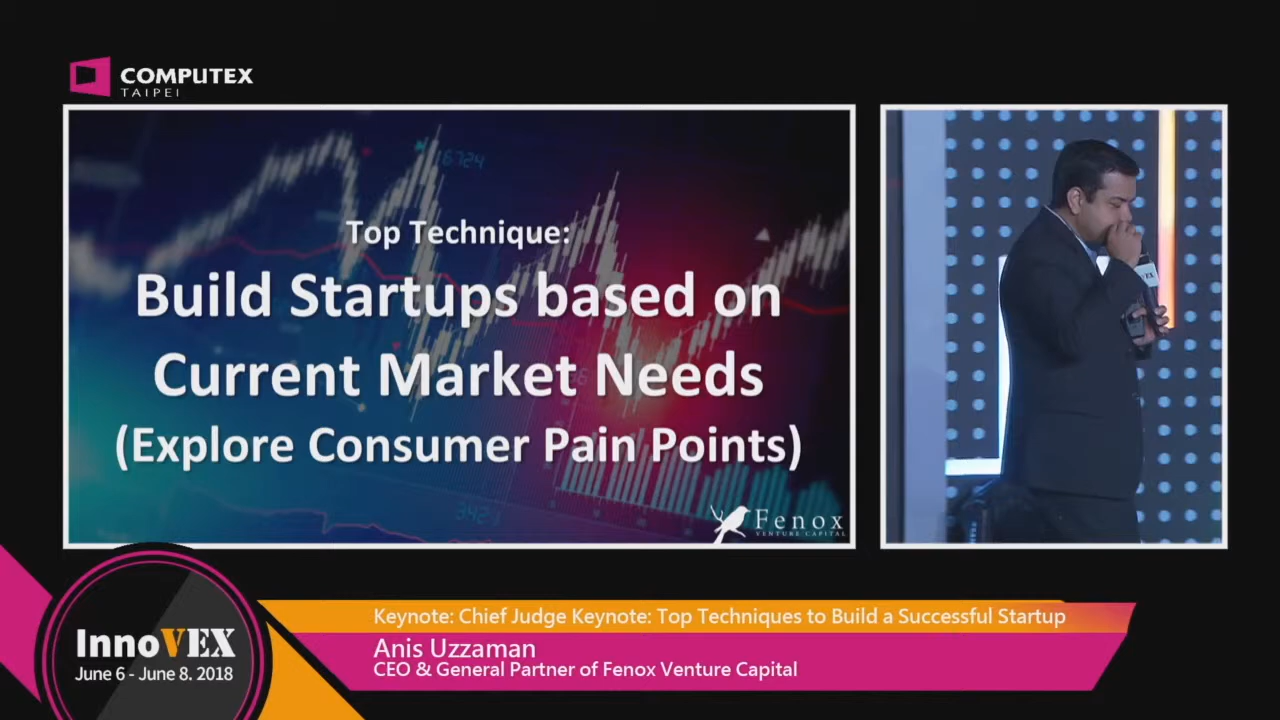 COMPUTEX
TAIPEI
16724
Top Technique:
Build Startups based on
Current Market Needs
(Explore Consumer Pain Points)
Fenox
VENTURE CAPITAL
InnoVEX
June 6 - June 8. 2018
Keynote: Chief Judge Keynote: Top Techniques to Build a Successful Startup
Anis Uzzaman
CEO & General Partner of Fenox Venture Capital